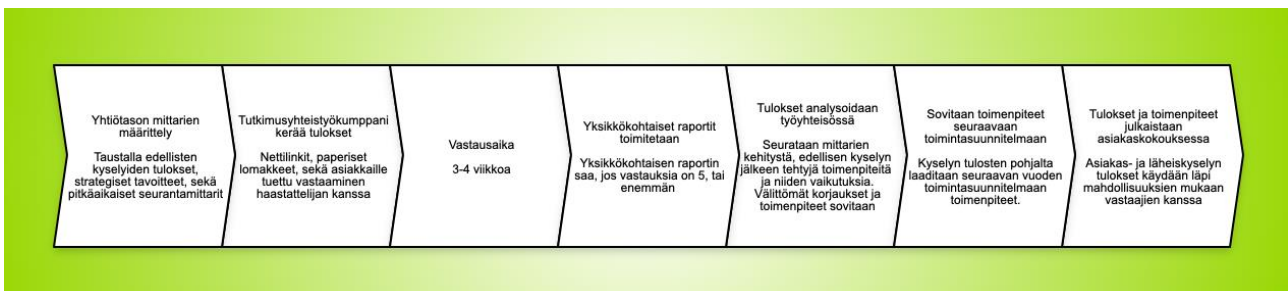 Yhtiötason mittarien
määrittely
Taustalla edellisten
kyselyiden tulokset,
strategiset tavoitteet, sekä
pitkäaikaiset seurantamittarit
Tutkimusyhteistyökumppani
kerää tulokset
Nettilinkit, paperiset
lomakkeet, sekä asiakkaille
tuettu vastaaminen
haastattelijan kanssa
Vastausaika
3-4 viikkoa
Yksikkökohtaiset raportit
toimitetaan
Yksikkökohtaisen raportin
saa, jos vastauksia on 5, tai
enemmän
Tulokset analysoidaan
työyhteisössä
Seurataan mittarien
kehitystä, edellisen kyselyn
jälkeen tehtyjä toimenpiteitä
ja niiden vaikutuksia.
Välittömät korjaukset ja
toimenpiteet sovitaan
Sovitaan toimenpiteet
seuraavaan
toimintasuunnitelmaan
Kyselyn tulosten pohjalta
laaditaan seuraavan vuoden
toimintasuunnitelmaan
toimenpiteet.
Tulokset ja toimenpiteet
julkaistaan
asiakaskokouksessa
Asiakas- ja läheiskyselyn
tulokset käydään läpi
mahdollisuuksien mukaan
vastaajien kanssa